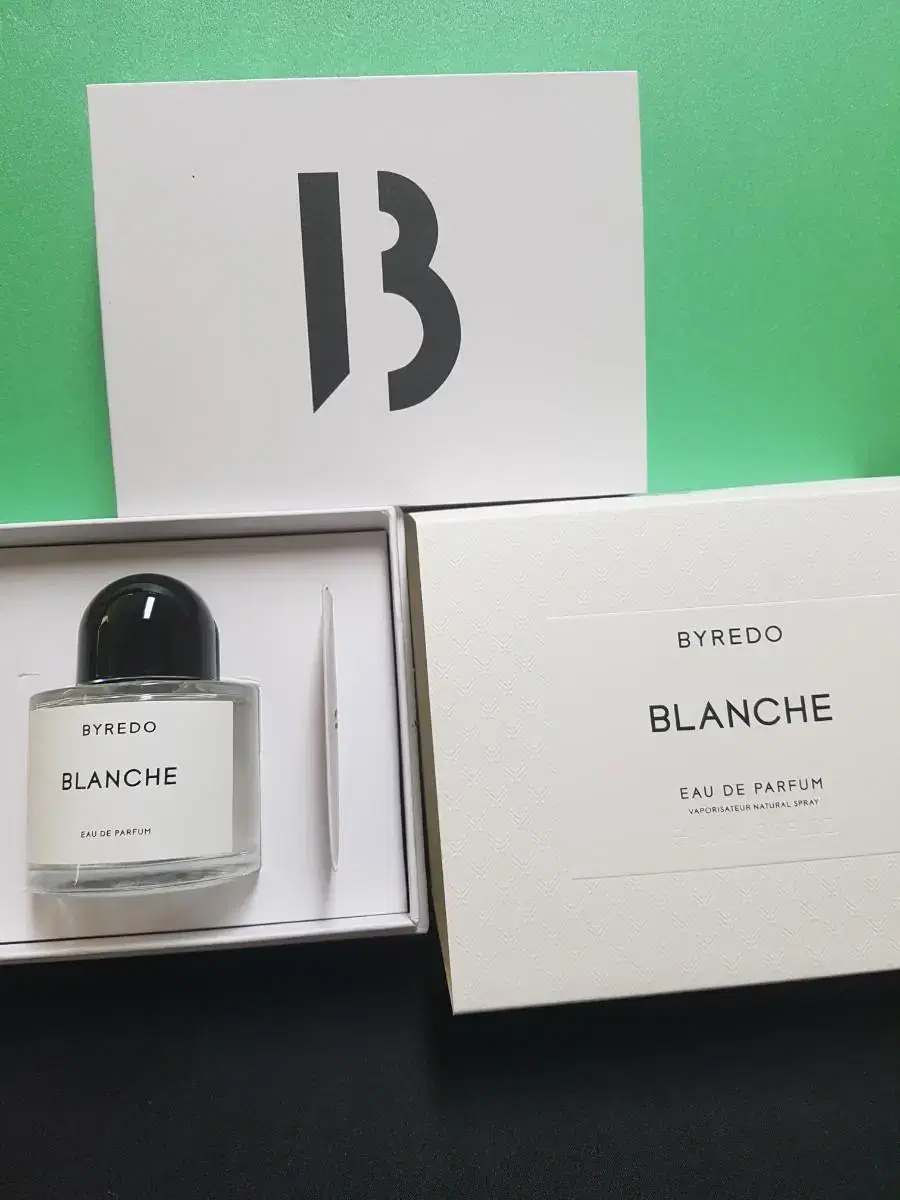 B
BYREDO
BLANCHE
EAU DE PARFUM
BYREDO
BLANCHE
EAU DE PARFUM
VAPORISATEUR NATURAL SPRAY